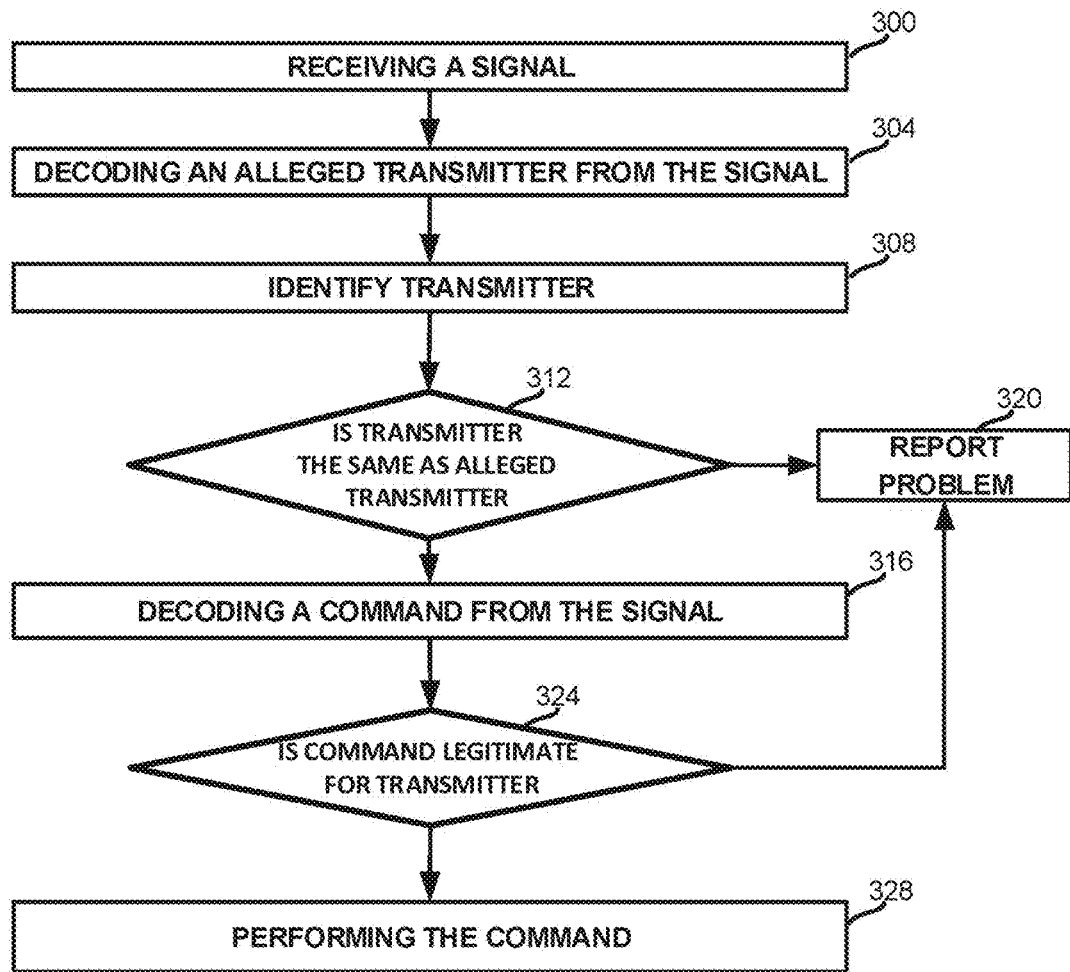 300
RECEIVING A SIGNAL
304
DECODING AN ALLEGED TRANSMITTER FROM THE SIGNAL
308
IDENTIFY TRANSMITTER
312
IS TRANSMITTER
THE SAME AS ALLEGED
TRANSMITTER
320
REPORT
PROBLEM
316
DECODING A COMMAND FROM THE SIGNAL
324
IS COMMAND LEGITIMATE
FOR TRANSMITTER
328
PERFORMING THE COMMAND